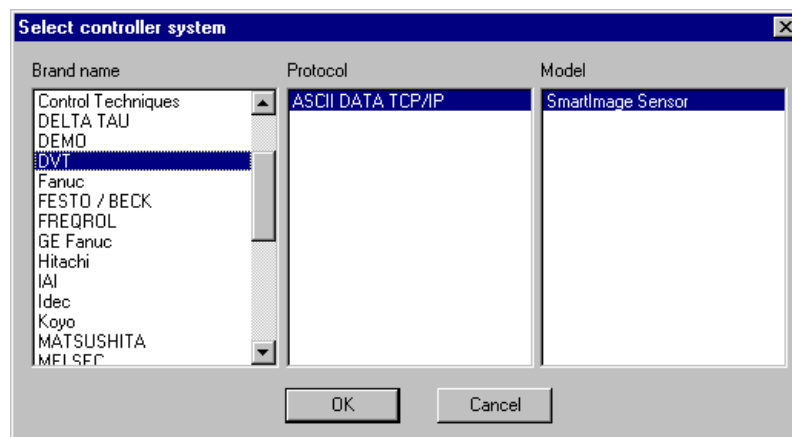 Select controller system
Brand name
Protocol
Model
Control Techniques
DELTA TAU
DEMO
DVT
Fanuc
FESTO / BECK
FREQROL
GE Fanuc
Hitachi
IAI
Idec
Koyo
MATSUSHITA
MELSEC
ASCII DATA TCP/IP
SmartImage Sensor
OK
Cancel